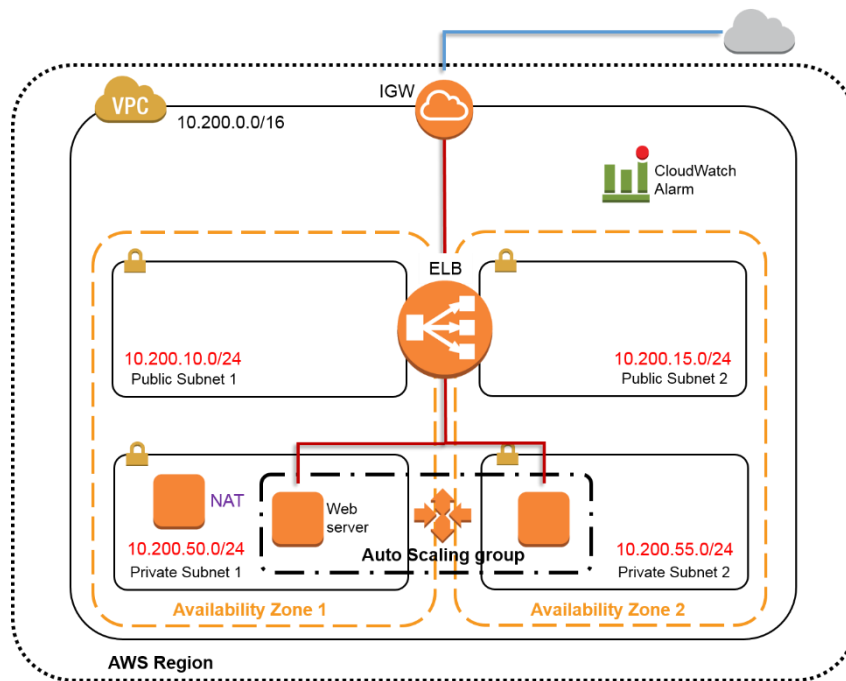 IGW
VPC
10.200.0.0/16
CloudWatch
Alarm
ELB
10.200.10.0/24
Public Subnet 1
10.200.15.0/24
Public Subnet 2
NAT
Web
server
Auto Scaling group
10.200.50.0/24
Private Subnet 1
10.200.55.0/24
Private Subnet 2
Availability Zone 1
Availability Zone 2
AWS Region